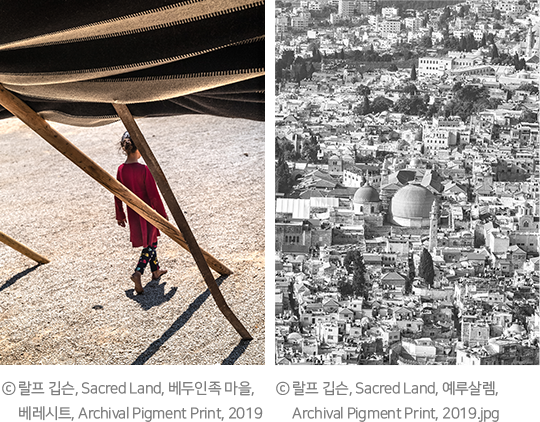 ⓒ 랄프 깁슨, Sacred Land, 베두인족 마을,
베레시트, Archival Pigment Print, 2019
ⓒ 랄프 깁슨, Sacred Land, 예루살렘,
Archival Pigment Print, 2019.jpg